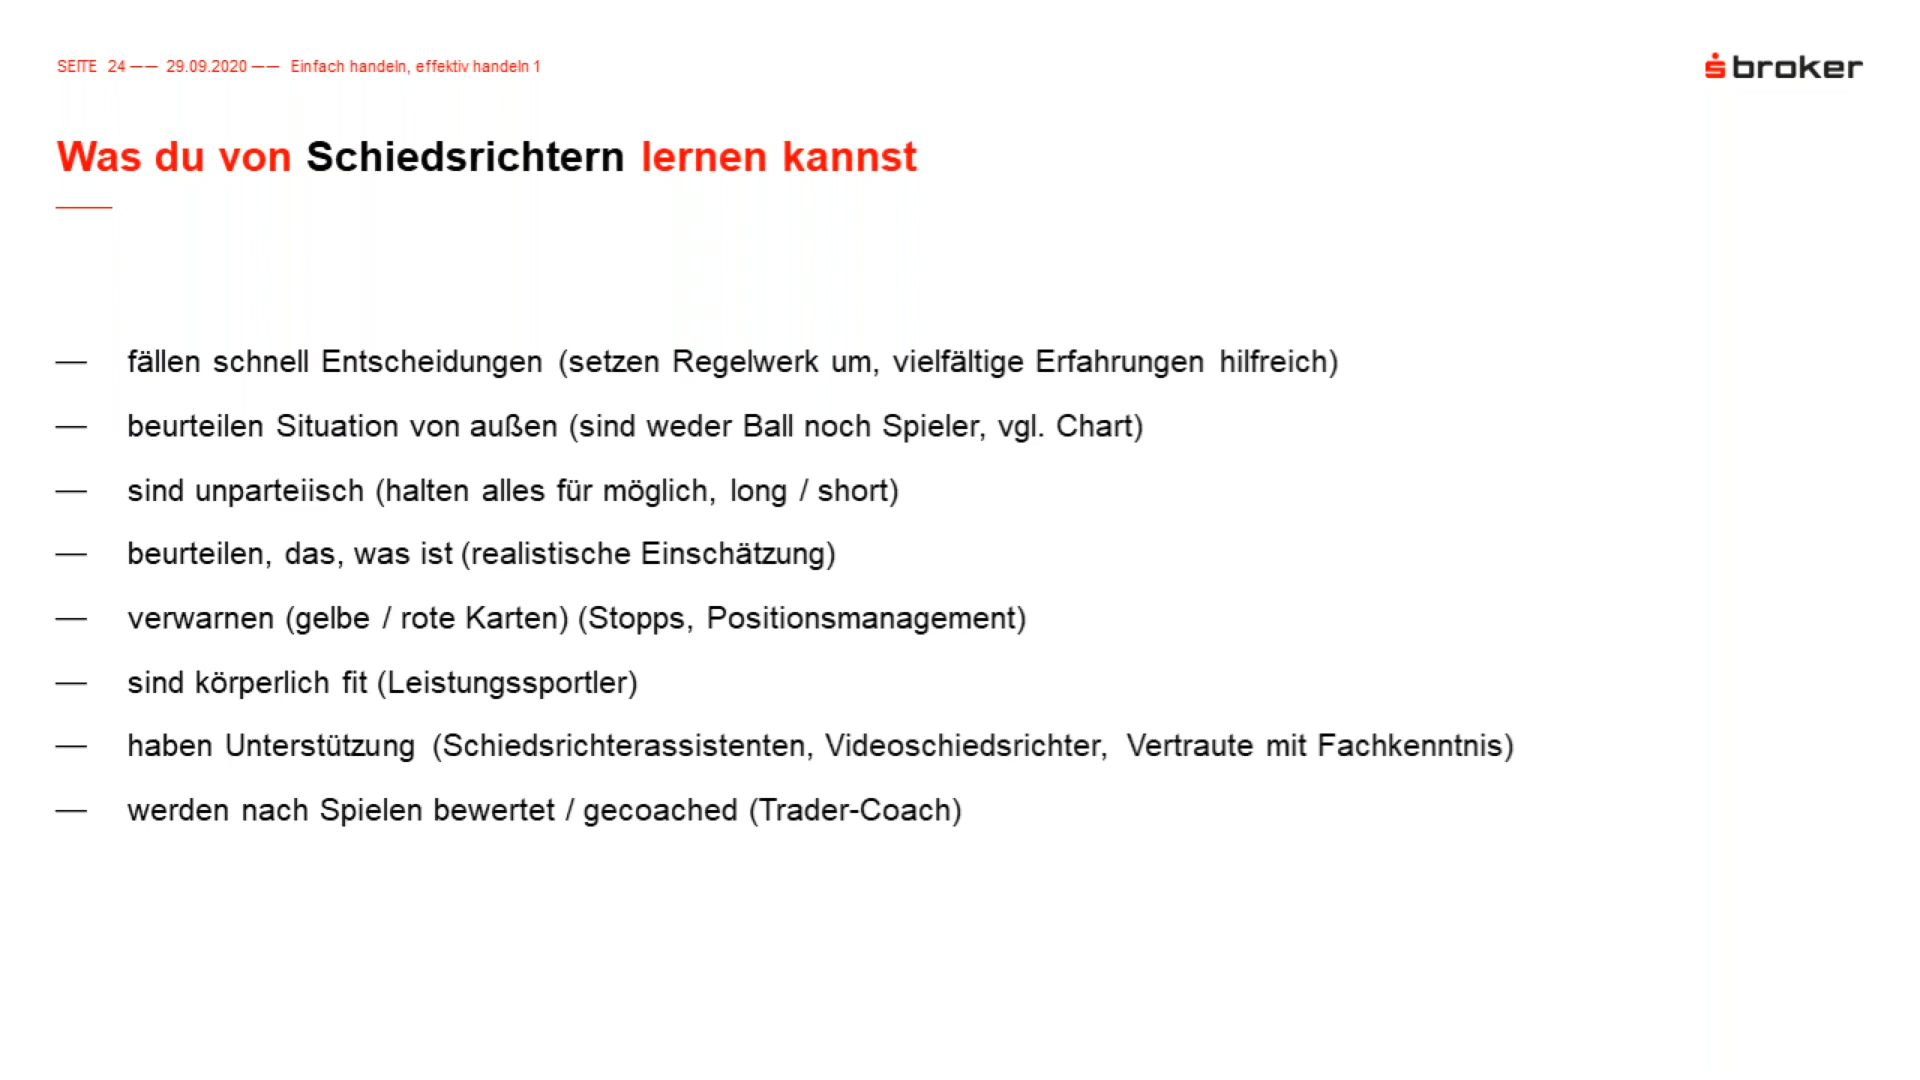 SEITE 24 —— 29.09.2020 —— Einfach handeln, effektiv handeln 1
broker
Was du von Schiedsrichtern lernen kannst
— fällen schnell Entscheidungen (setzen Regelwerk um, vielfältige Erfahrungen hilfreich)
— beurteilen Situation von außen (sind weder Ball noch Spieler, vgl. Chart)
— sind unparteiisch (halten alles für möglich, long / short)
— beurteilen, das, was ist (realistische Einschätzung)
— verwarnen (gelbe / rote Karten) (Stopps, Positionsmanagement)
— sind körperlich fit (Leistungssportler)
— haben Unterstützung (Schiedsrichterassistenten, Videoschiedsrichter, Vertraute mit Fachkenntnis)
— werden nach Spielen bewertet / gecoached (Trader-Coach)